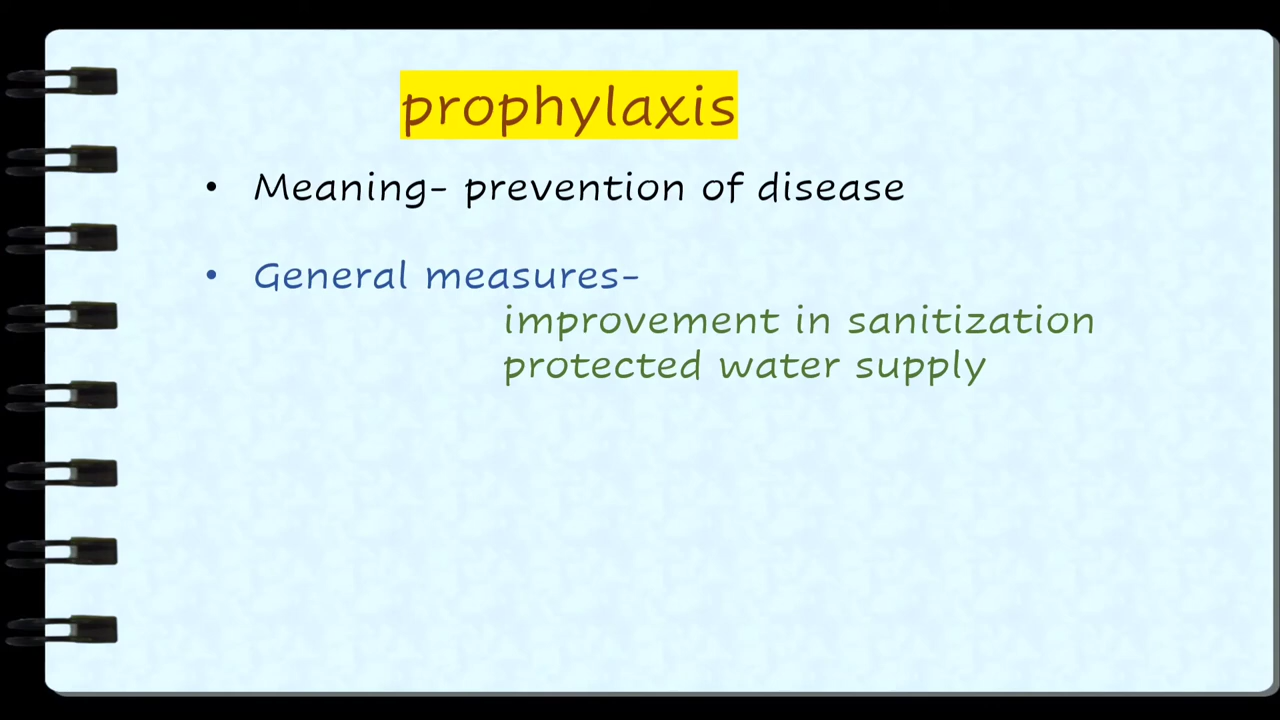 prophylaxis
• Meaning- prevention of disease
• General measures-
improvement in sanitization
protected water supply